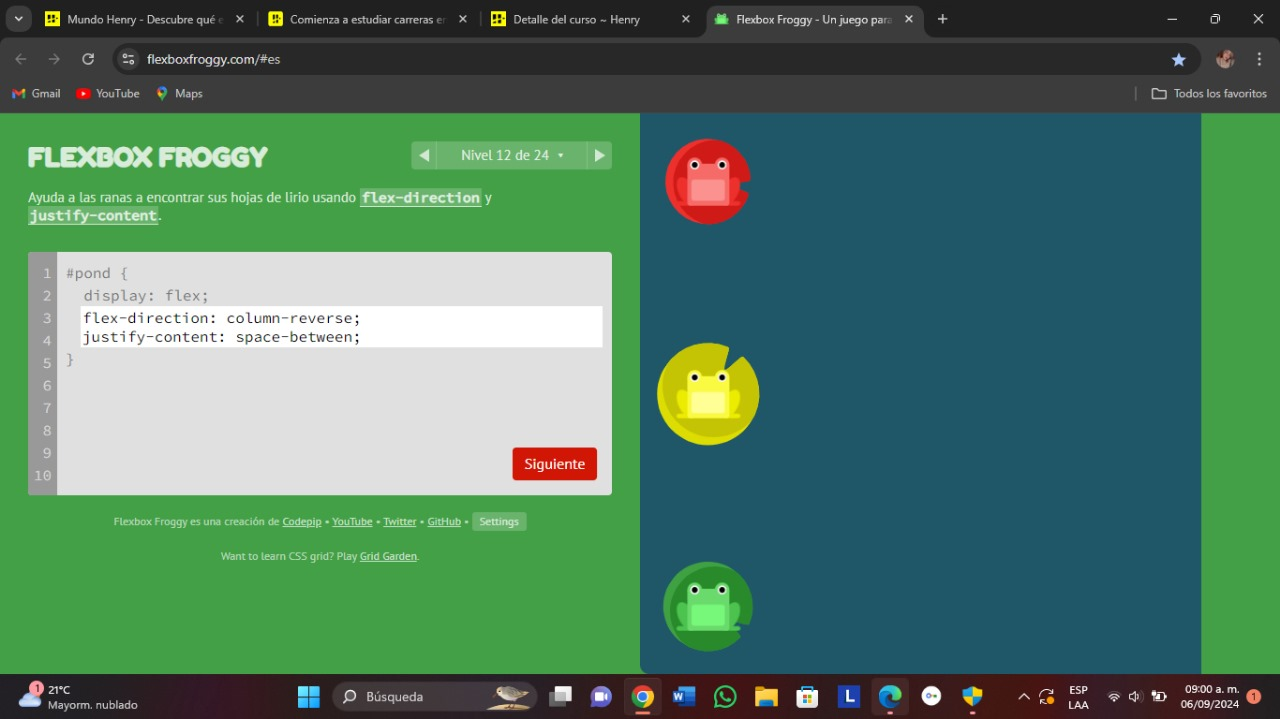 Mundo Henry - Descubre qué e
Comienza a estudiar carreras en
Detalle del curso ~ Henry
Flexbox Froggy - Un juego para
flexboxfroggy.com/#es
Gmail
YouTube
Maps
Todos los favoritos
FLEXBOX FROGGY
Nivel 12 de 24
Ayuda a las ranas a encontrar sus hojas de lirio usando flex-direction y
justify-content.
1 #pond {
2 display: flex;
3 flex-direction: column-reverse;
4 justify-content: space-between;
5 }
6
7
8
9
10
Siguiente
Flexbox Froggy es una creación de Codepip • YouTube • Twitter • GitHub • Settings
Want to learn CSS grid? Play Grid Garden.
1
21°C
Mayorm. nublado
Búsqueda
W
L
ESP
LAA
09:00 a. m.
06/09/2024
1